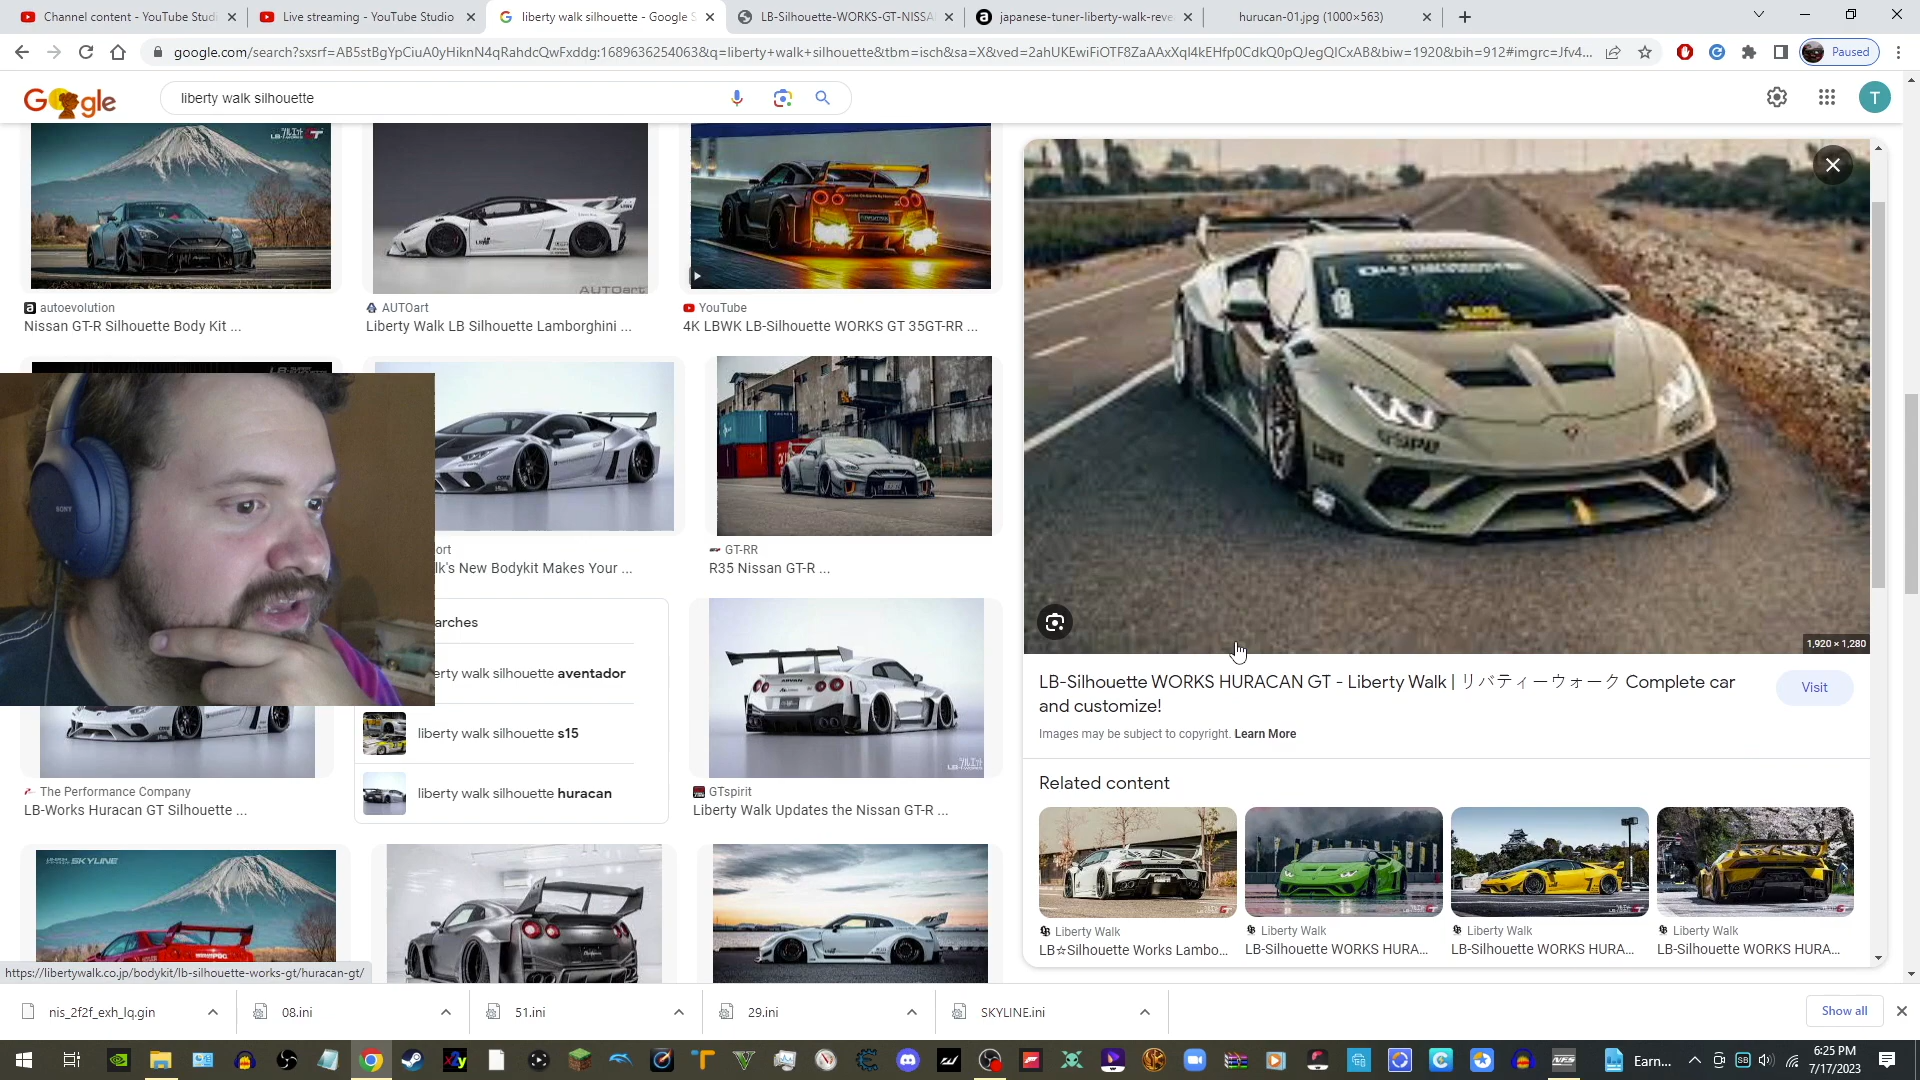 Channel content - YouTube Studi
Live streaming - YouTube Studio
liberty walk silhouette - Google S
LB-Silhouette-WORKS-GT-NISSA
japanese-tuner-liberty-walk-reve
hurucan-01.jpg (1000×563)
google.com/search?sxsrf=AB5stBgYpCiuA0yHiknN4qRahdcQwFxddg:1689636254063&q=liberty+walk+silhouette&tbm=isch&sa=X&ved=2ahUKEwiFiOTF8ZaAAxXqI4kEHfp0CdkQ0pQJegQICxAB&biw=1920&bih=912#imgrc=Jfv4...
Paused
Google
liberty walk silhouette
T
autoevolution
Nissan GT-R Silhouette Body Kit ...
AUTOart
AUTOart
Liberty Walk LB Silhouette Lamborghini ...
YouTube
4K LBWK LB-Silhouette WORKS GT 35GT-RR ...
SONY
ort
lk's New Bodykit Makes Your ...
GT-RR
R35 Nissan GT-R ...
arches
erty walk silhouette aventador
liberty walk silhouette s15
liberty walk silhouette huracan
The Performance Company
LB-Works Huracan GT Silhouette ...
GTspirit
Liberty Walk Updates the Nissan GT-R ...
SKYLINE
1,920 × 1,280
LB-Silhouette WORKS HURACAN GT - Liberty Walk | リバティーウォーク Complete car
and customize!
Visit
Images may be subject to copyright. Learn More
Related content
Liberty Walk
LB☆Silhouette Works Lambo...
Liberty Walk
LB-Silhouette WORKS HURA...
Liberty Walk
LB-Silhouette WORKS HURA...
Liberty Walk
LB-Silhouette WORKS HURA...
https://libertywalk.co.jp/bodykit/lb-silhouette-works-gt/huracan-gt/
nis_2f2f_exh_lq.gin
08.ini
51.ini
29.ini
SKYLINE.ini
Show all
Earn...
6:25 PM
7/17/2023